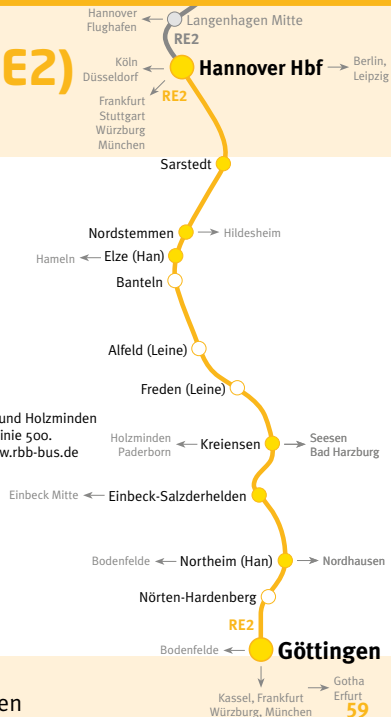 Hannover
Flughafen
Langenhagen Mitte
RE2
E2)
Köln
Düsseldorf
Hannover Hbf
Berlin,
Leipzig
RE2
Frankfurt
Stuttgart
Würzburg
München
Sarstedt
Nordstemmen
Hildesheim
Hameln
Elze (Han)
Banteln
Alfeld (Leine)
Freden (Leine)
und Holzminden
inie 500.
w.rbb-bus.de
Holzminden
Paderborn
Kreiensen
Seesen
Bad Harzburg
Einbeck Mitte
Einbeck-Salzderhelden
Bodenfelde
Northeim (Han)
Nordhausen
Nörten-Hardenberg
RE2
Bodenfelde
Göttingen
Gotha
Erfurt
Kassel, Frankfurt
Würzburg, München
en
59